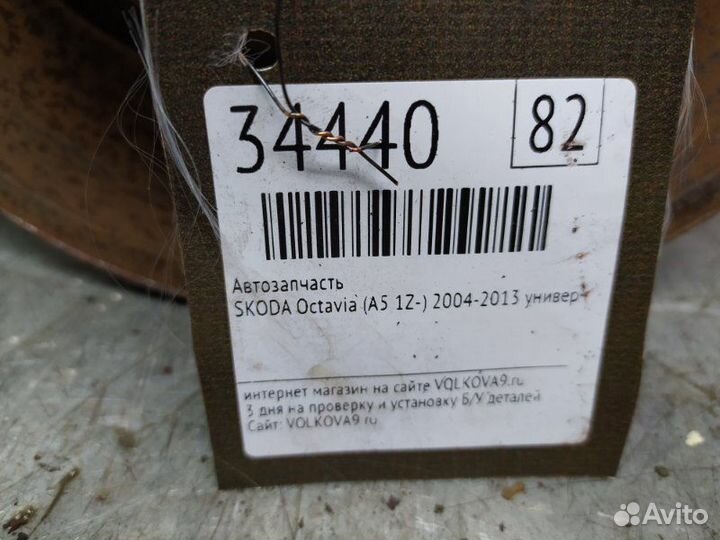 34440
82
Автозапчасть
SKODA Octavia (A5 1Z-) 2004-2013 универ
интернет магазин на сайте VOLKOVA9.ru
3 дня на проверку и установку Б/У деталей
Сайт: VOLKOVA9 ru
Avito